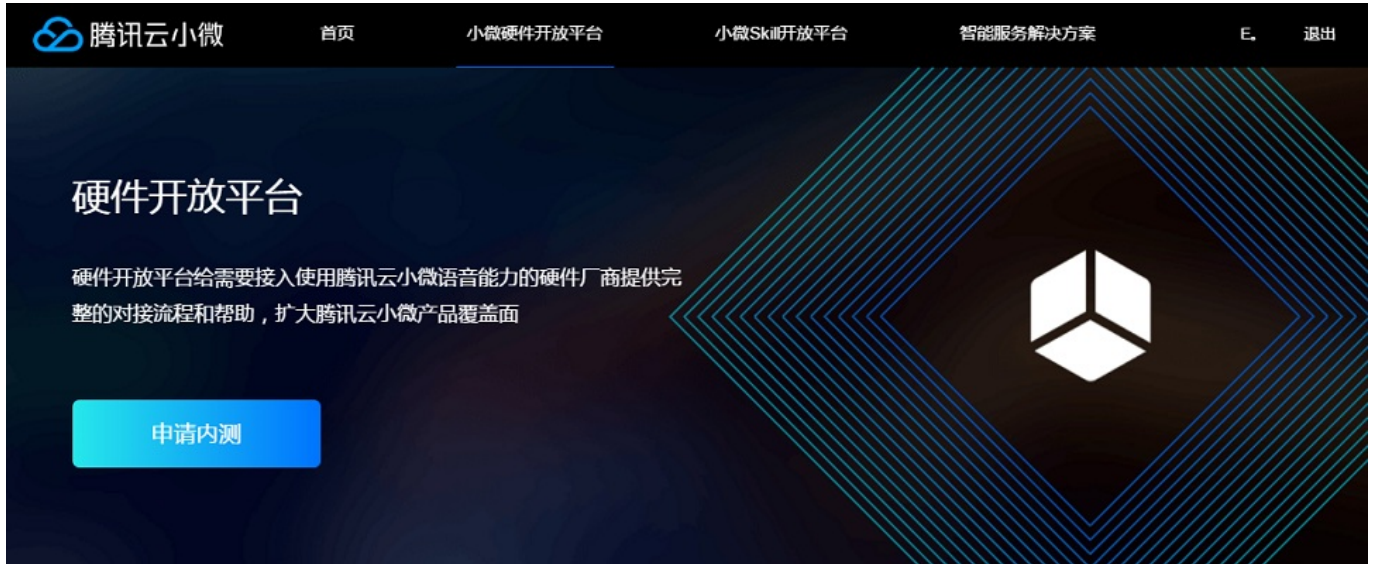 腾讯云小微
首页
小微硬件开放平台
小微Skill开放平台
智能服务解决方案
E。
退出
硬件开放平台
硬件开放平台给需要接入使用腾讯云小微语音能力的硬件厂商提供完
整的对接流程和帮助，扩大腾讯云小微产品覆盖面
申请内测